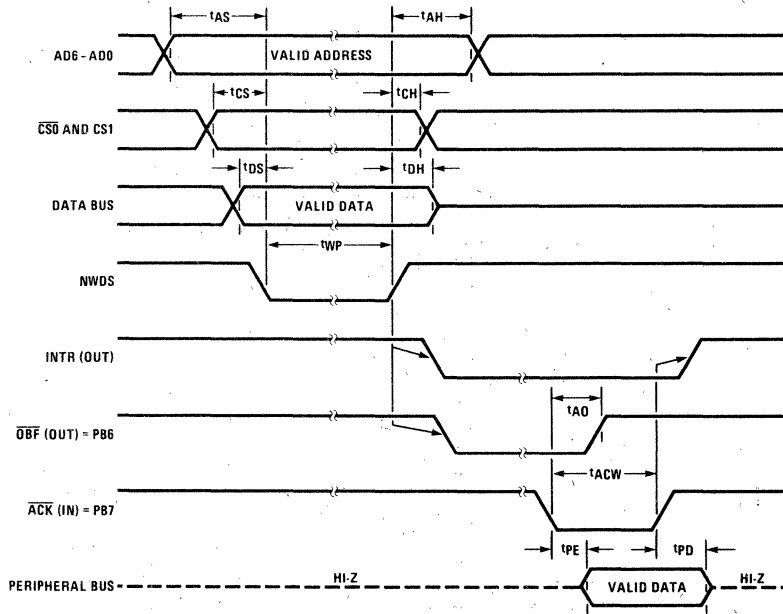 tAS
tAH
AD6 - AD0
VALID ADDRESS
tCS
tCH
CS0 AND CS1
tDS
tDH
DATA BUS
VALID DATA
tWP
NWDS
INTR (OUT)
tAO
OBF (OUT) = PB6
tACW
ACK (IN) = PB7
tPE
tPD
PERIPHERAL BUS
HI-Z
VALID DATA
HI-Z